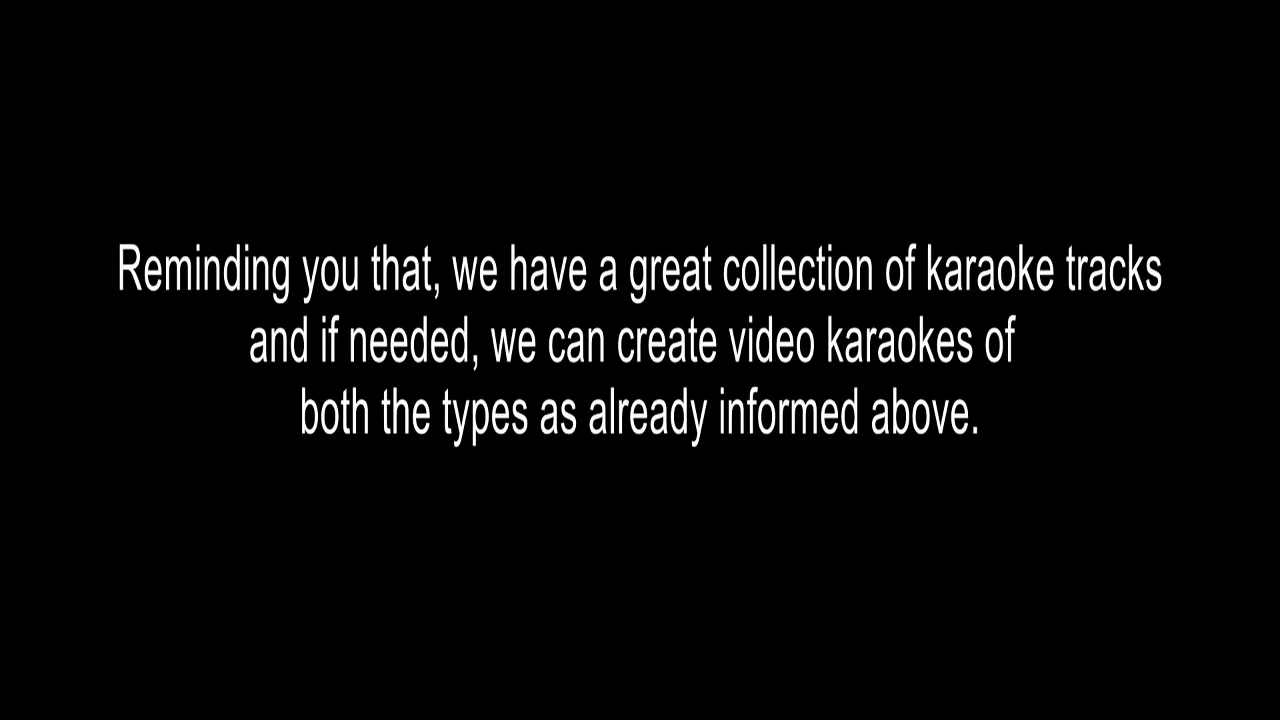 Reminding you that, we have a great collection of karaoke tracks
and if needed, we can create video karaokes of
both the types as already informed above.